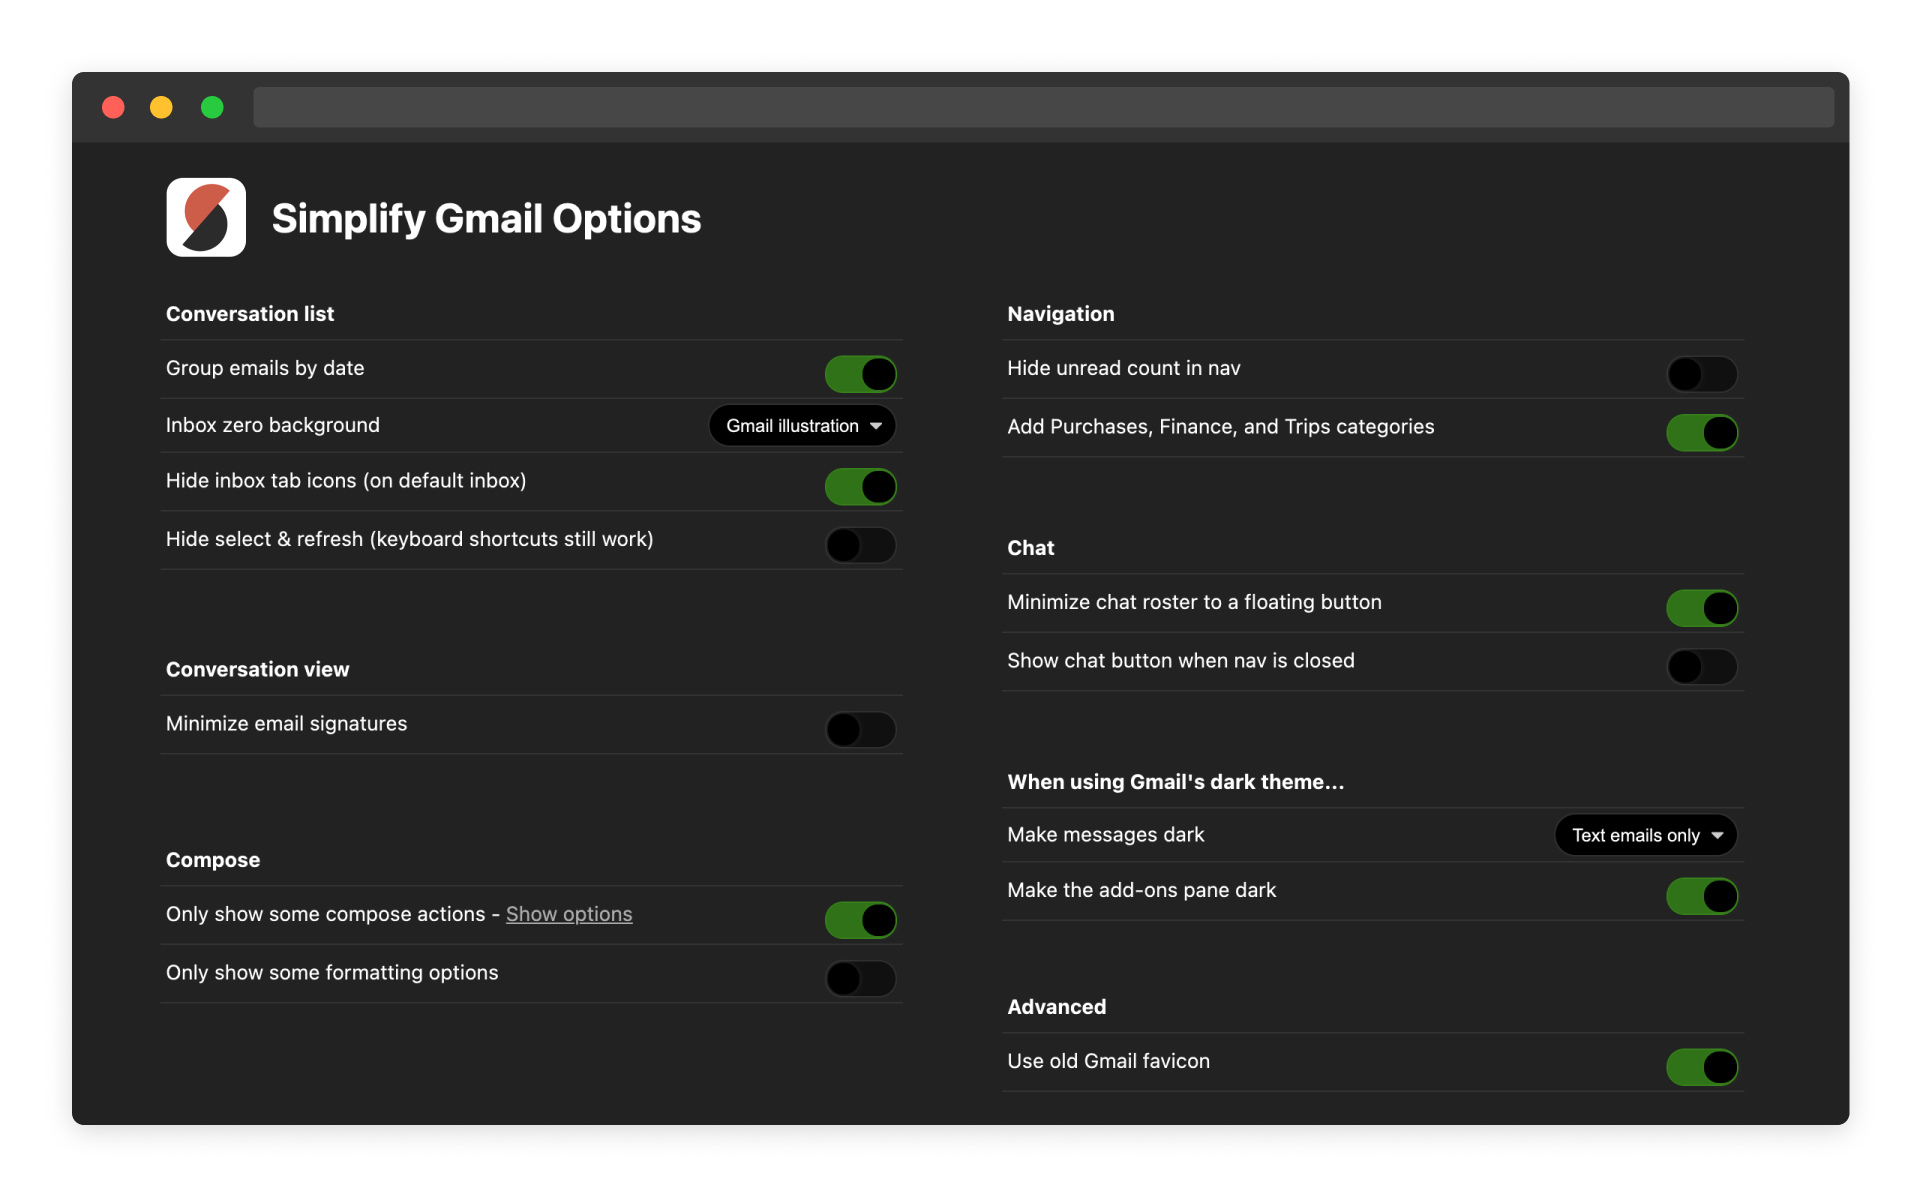 Simplify Gmail Options
Conversation list
Group emails by date
Inbox zero background
Gmail illustration
Hide inbox tab icons (on default inbox)
Hide select & refresh (keyboard shortcuts still work)
Conversation view
Minimize email signatures
Compose
Only show some compose actions - Show options
Only show some formatting options
Navigation
Hide unread count in nav
Add Purchases, Finance, and Trips categories
Chat
Minimize chat roster to a floating button
Show chat button when nav is closed
When using Gmail's dark theme...
Make messages dark
Text emails only
Make the add-ons pane dark
Advanced
Use old Gmail favicon